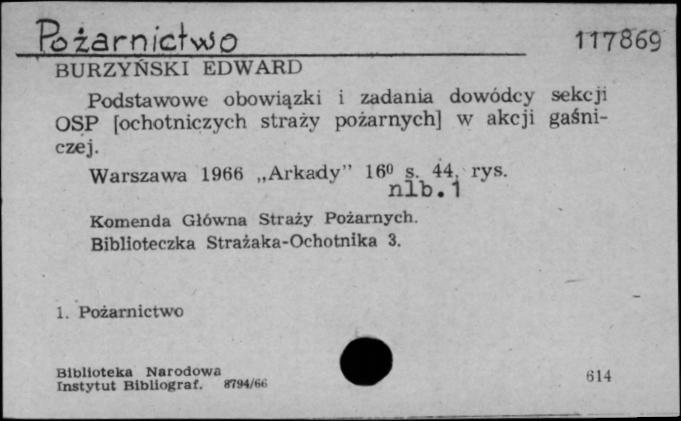 Pożarnictwo 117869
BURZYŃSKI EDWARD
Podstawowe obowiązki i zadania dowódcy sekcji
OSP [ochotniczych straży pożarnych] w akcji gaśni-
czej.
Warszawa 1966 „Arkady” 16⁰ s. 44, rys.
nlb.1
Komenda Główna Straży Pożarnych.
Biblioteczka Strażaka-Ochotnika 3.
1. Pożarnictwo
Biblioteka Narodowa
Instytut Bibliograf. 8794/66
614